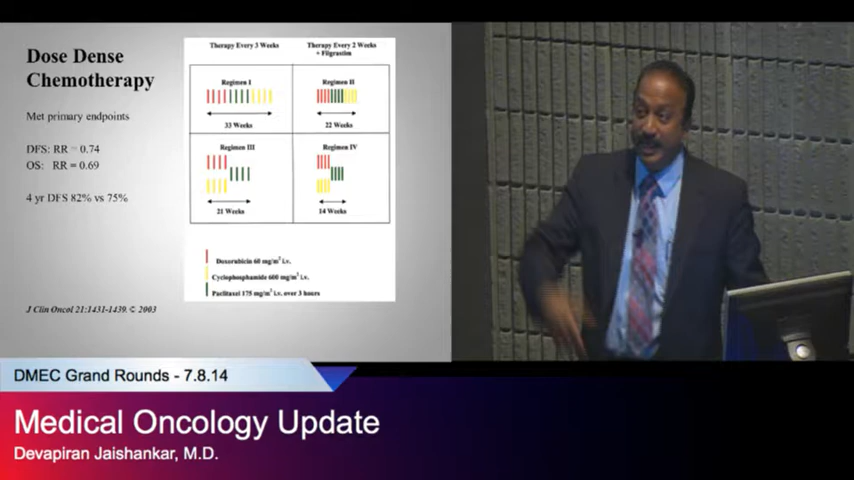 Dose Dense
Chemotherapy
Met primary endpoints
DFS: RR = 0.74
OS: RR = 0.69
4 yr DFS 82% vs 75%
J Clin Oncol 21:1431-1439. © 2003
Therapy Every 3 Weeks
Therapy Every 2 Weeks
+ Filgrastim
Regimen I
33 Weeks
Regimen II
22 Weeks
Regimen III
21 Weeks
Regimen IV
14 Weeks
Doxorubicin 60 mg/m² i.v.
Cyclophosphamide 600 mg/m² i.v.
Paclitaxel 175 mg/m² i.v. over 3 hours
DMEC Grand Rounds - 7.8.14
Medical Oncology Update
Devapiran Jaishankar, M.D.